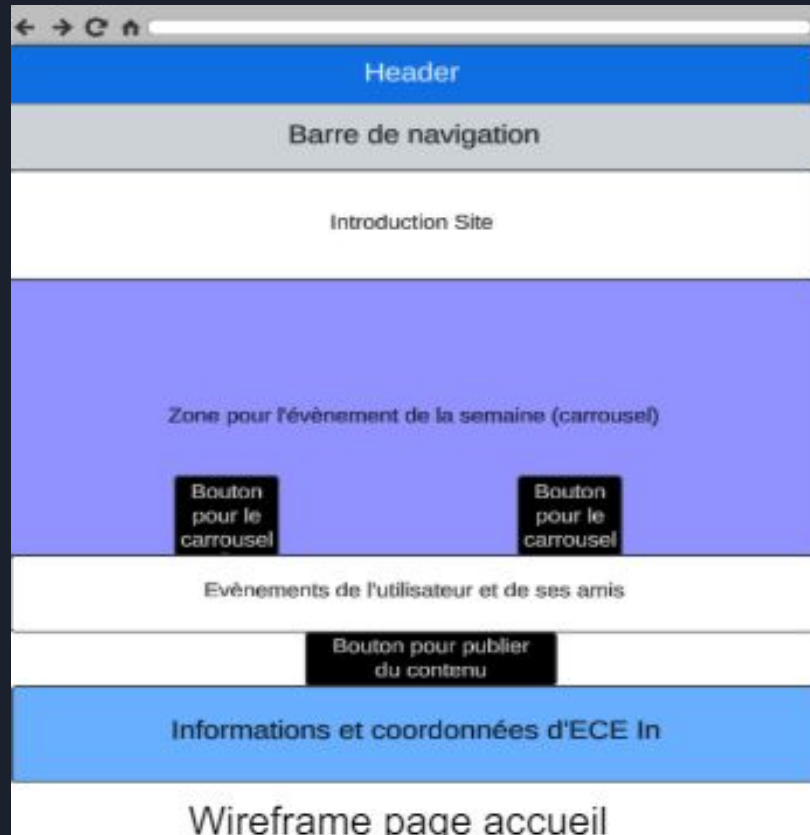 Header
Barre de navigation
Introduction Site
Zone pour l'évènement de la semaine (carrousel)
Bouton
pour le
carrousel
Bouton
pour le
carrousel
Evènements de l'utilisateur et de ses amis
Bouton pour publier
du contenu
Informations et coordonnées d'ECE In
Wireframe page accueil